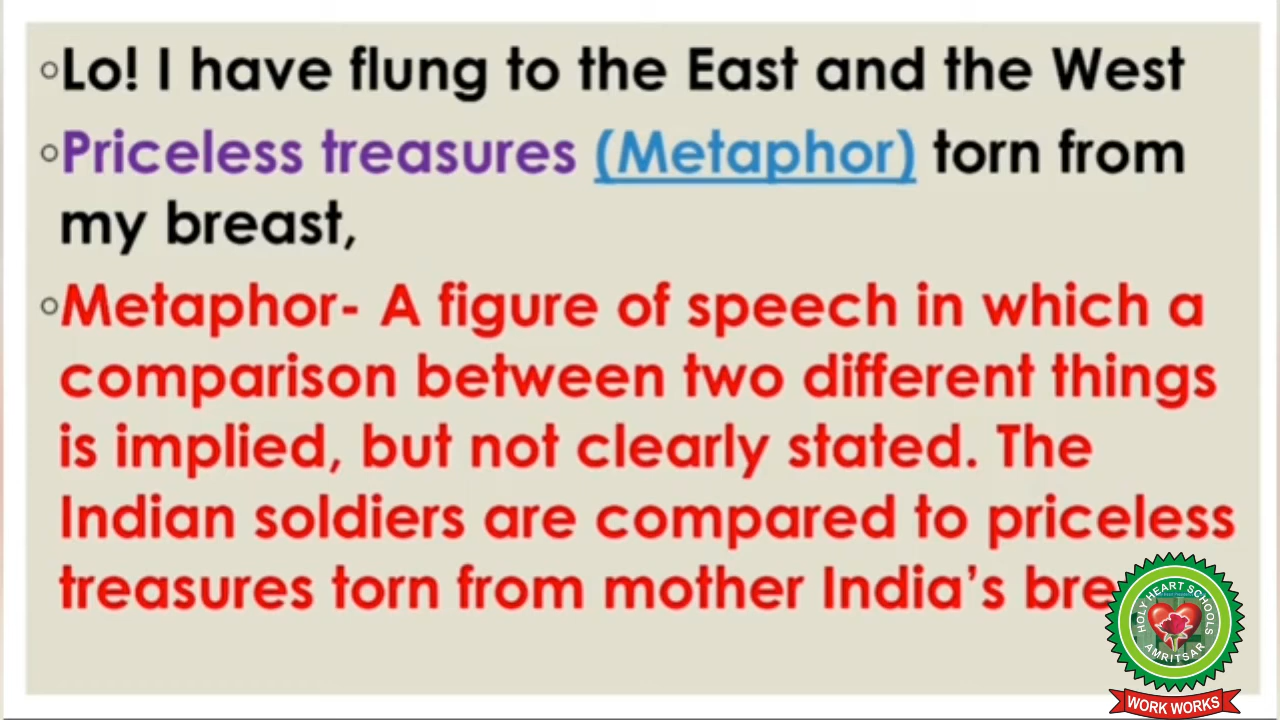 ◦Lo! I have flung to the East and the West
◦Priceless treasures (Metaphor) torn from
my breast,
◦Metaphor- A figure of speech in which a
comparison between two different things
is implied, but not clearly stated. The
Indian soldiers are compared to priceless
treasures torn from mother India’s bre
HOLY HEART SCHOOLS
AMRITSAR
WORK WORKS